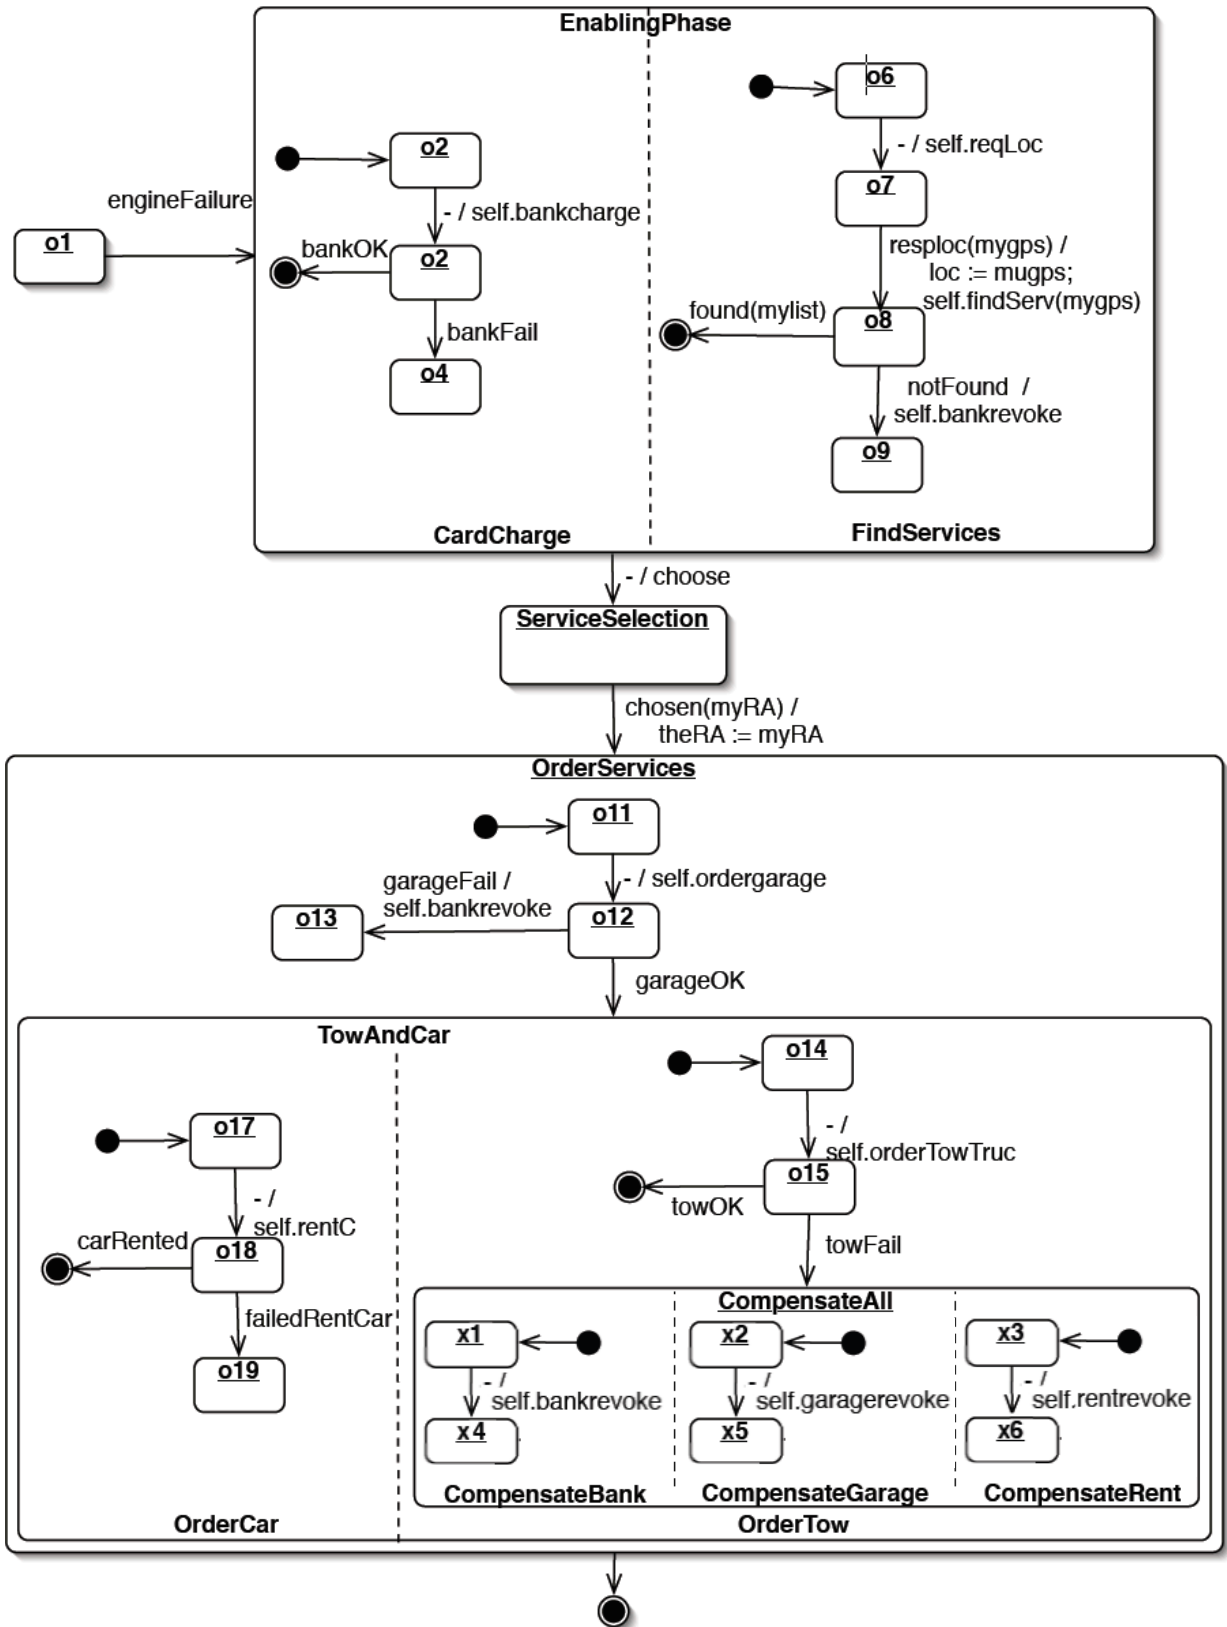 EnablingPhase
o6
- / self.reqLoc
o2
o7
engineFailure
- / self.bankcharge
o1
bankOK
o2
resploc(mygps) /
loc := mugps;
self.findServ(mygps)
found(mylist)
o8
bankFail
o4
notFound /
self.bankrevoke
o9
CardCharge
FindServices
- / choose
ServiceSelection
chosen(myRA) /
theRA := myRA
OrderServices
o11
garageFail /
self.bankrevoke
- / self.ordergarage
o13
o12
garageOK
TowAndCar
o14
o17
- /
self.orderTowTruc
o15
- /
self.rentC
towOK
carRented
o18
towFail
failedRentCar
o19
CompensateAll
x1
x2
x3
- /
self.bankrevoke
- /
self.garagerevoke
- /
self.rentrevoke
x4
x5
x6
CompensateBank
CompensateGarage
CompensateRent
OrderCar
OrderTow